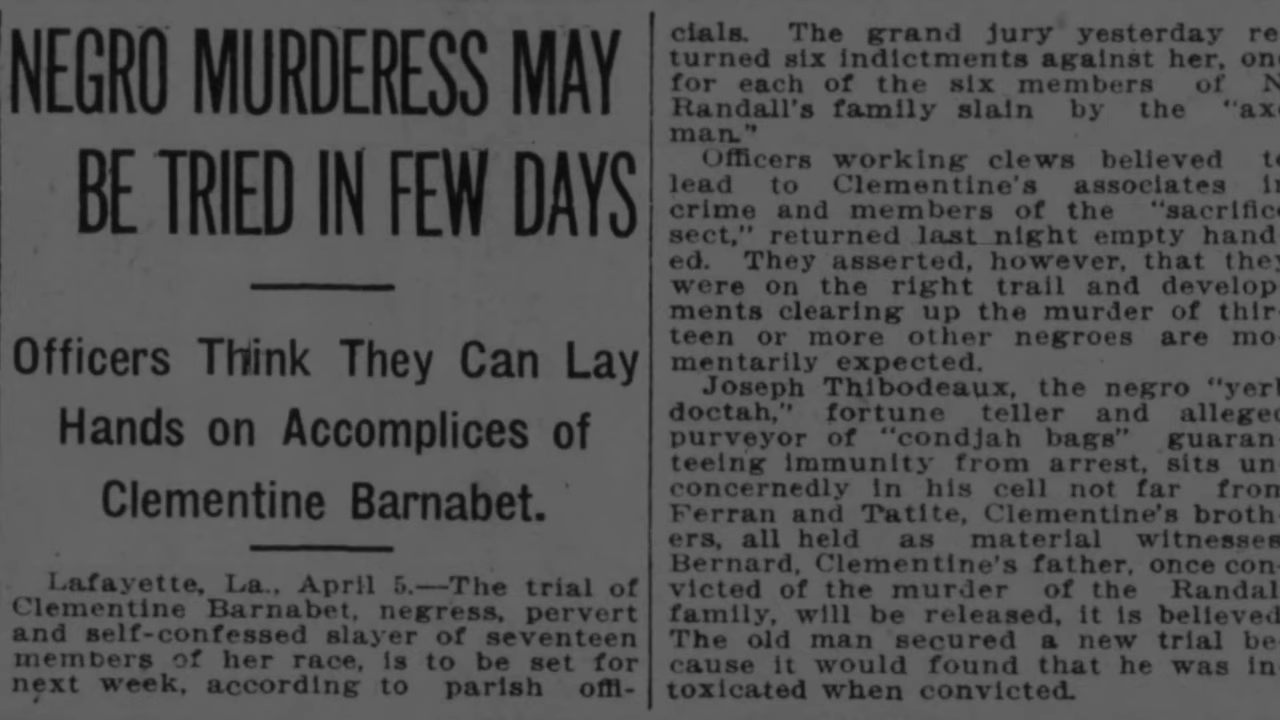 NEGRO MURDERESS MAY
BE TRIED IN FEW DAYS
Officers Think They Can Lay
Hands on Accomplices of
Clementine Barnabet.
Lafayette, La., April 5.—The trial of
Clementine Barnabet, negress, pervert
and self-confessed slayer of seventeen
members of her race, is to be set for
next week, according to parish offi-
cials. The grand jury yesterday re
turned six indictments against her, on
for each of the six members of N
Randall's family slain by the "ax
man."
Officers working clews believed t
lead to Clementine's associates i
crime and members of the "sacrific
sect," returned last night empty hand
ed. They asserted, however, that they
were on the right trail and develop
ments clearing up the murder of thir-
teen or more other negroes are mo-
mentarily expected.
Joseph Thibodeaux, the negro "yerb
doctah," fortune teller and alleged
purveyor of "condjah bags" guaran
teeing immunity from arrest, sits un
concernedly in his cell not far from
Ferran and Tatite, Clementine's broth
ers, all held as material witnesses
Bernard, Clementine's father, once con
victed of the murder of the Randal
family, will be released, it is believed
The old man secured a new trial be
cause it would found that he was in
toxicated when convicted.